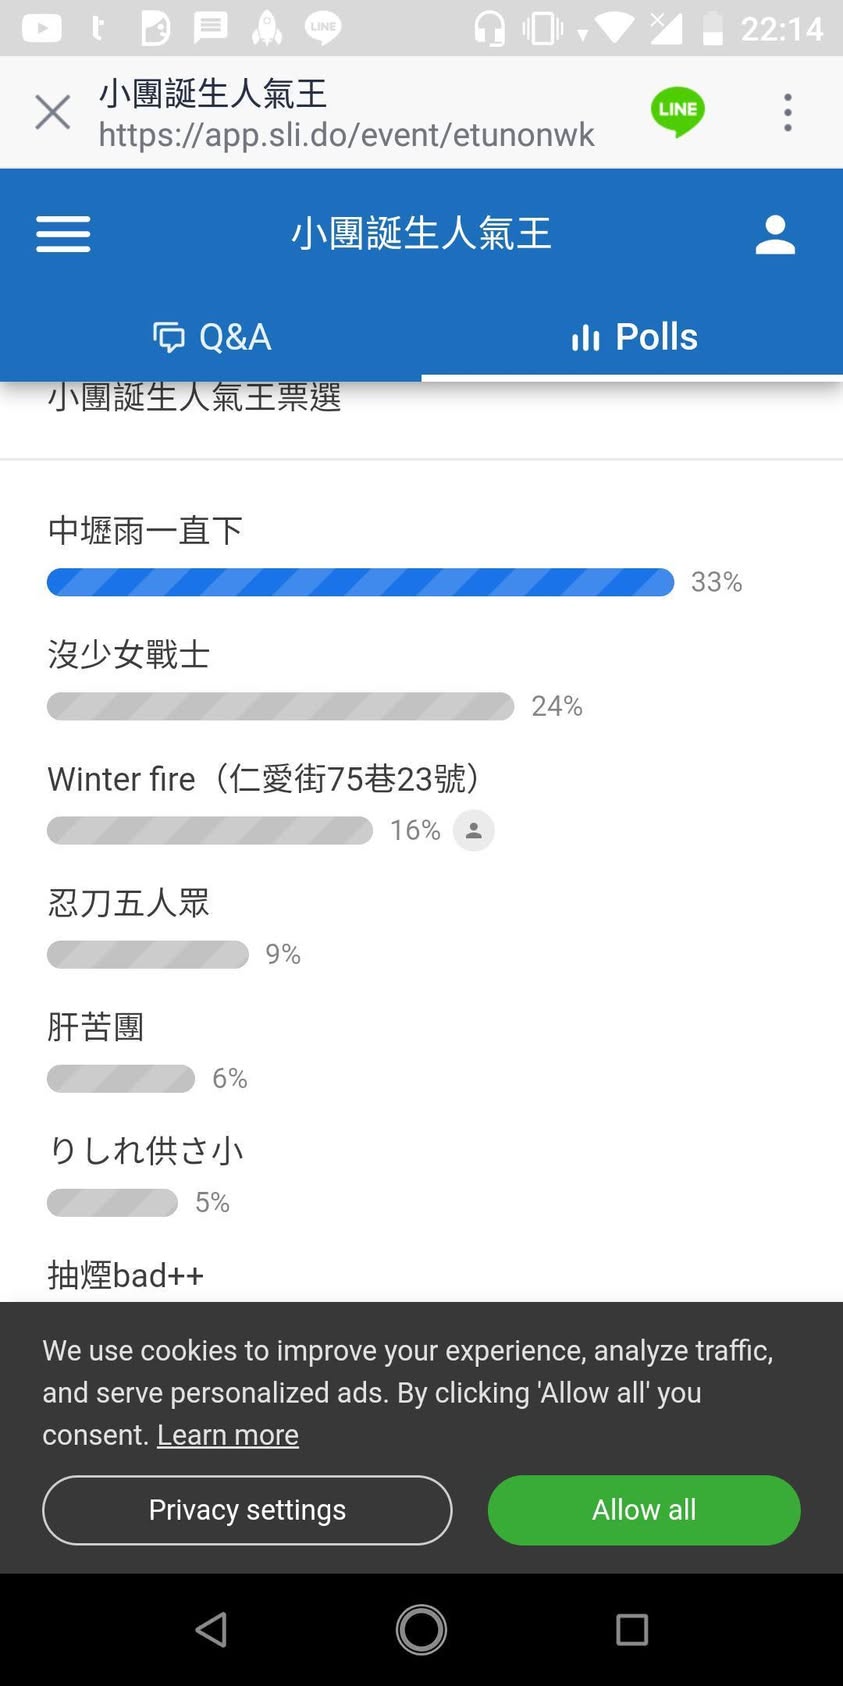 LINE
22:14
小團誕生人氣王
https://app.sli.do/event/etunonwk
LINE
小團誕生人氣王
Q&A
Polls
小團誕生人氣王票選
中壢雨一直下
33%
沒少女戰士
24%
Winter fire（仁愛街75巷23號）
16%
忍刀五人眾
9%
肝苦團
6%
りしれ供さ小
5%
抽煙bad++
We use cookies to improve your experience, analyze traffic,
and serve personalized ads. By clicking 'Allow all' you
consent. Learn more
Privacy settings
Allow all